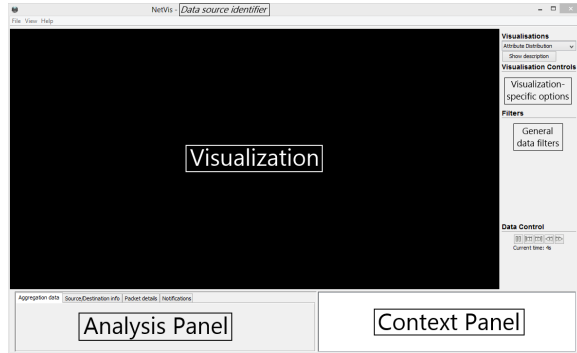 NetVis - Data source identifier
File View Help
Visualisations
Attribute Distribution
Show description
Visualisation Controls
Visualization-
specific options
Filters
General
data filters
Visualization
Data Control
Current time: 4s
Aggregation data Source/Destination info Packet details Notifications
Analysis Panel
Context Panel